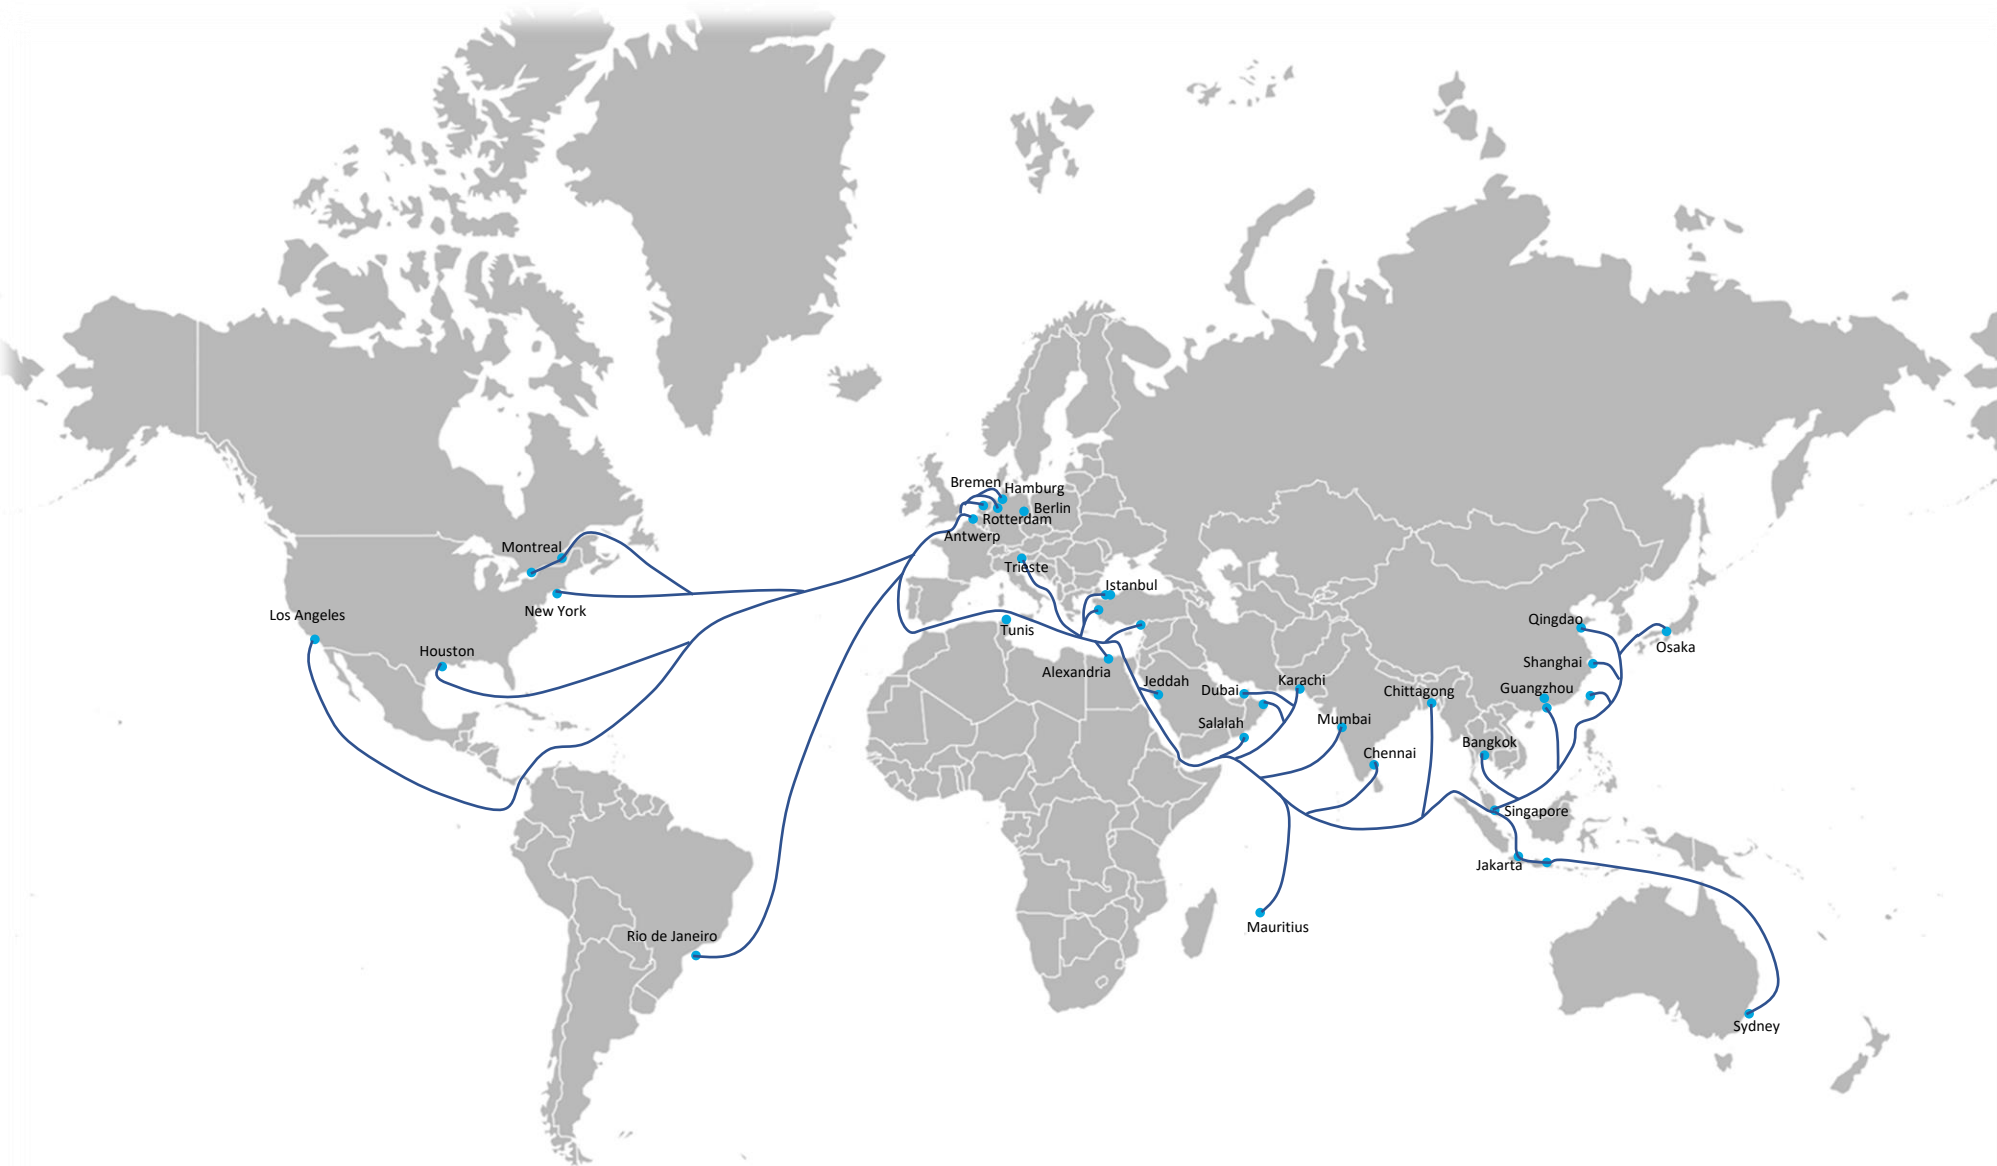 Bremen
Hamburg
Berlin
Rotterdam
Antwerp
Montreal
Trieste
Istanbul
New York
Los Angeles
Qingdao
Tunis
Osaka
Houston
Shanghai
Alexandria
Jeddah
Karachi
Dubai
Chittagong
Guangzhou
Salalah
Mumbai
Bangkok
Chennai
Singapore
Jakarta
Mauritius
Rio de Janeiro
Sydney